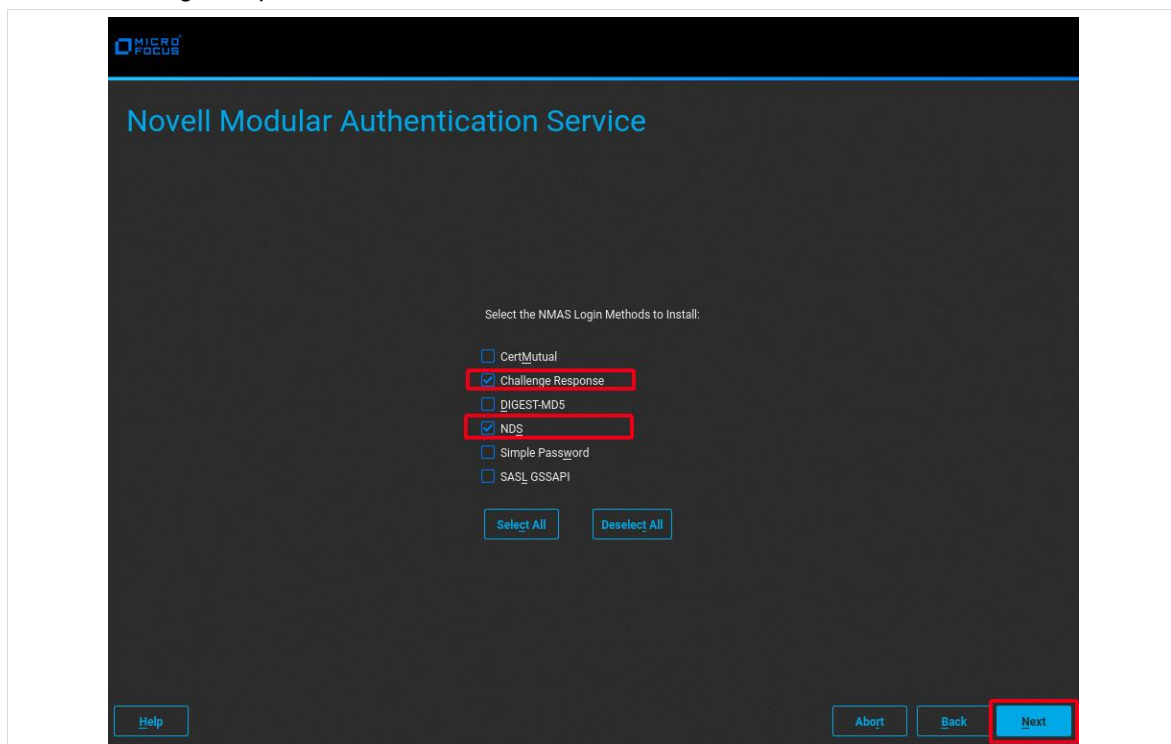 MICRO
FOCUS
Novell Modular Authentication Service
Select the NMAS Login Methods to Install:
CertMutual
Challenge Response
DIGEST-MD5
NDS
Simple Password
SASL GSSAPI
Select All Deselect All
Help Abort Back Next